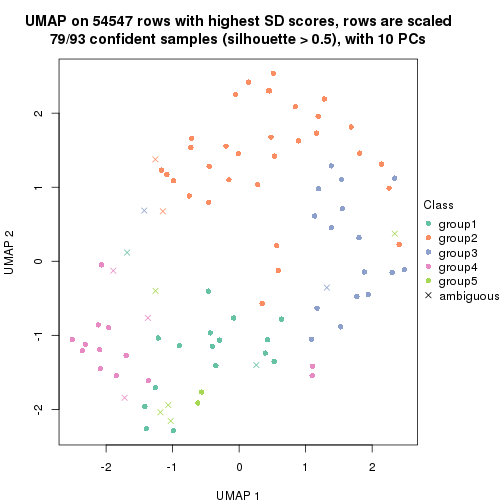 UMAP on 54547 rows with highest SD scores, rows are scaled
79/93 confident samples (silhouette > 0.5), with 10 PCs
2
1
0
-1
-2
UMAP 2
-2
-1
0
1
2
UMAP 1
Class
group1
group2
group3
group4
group5
ambiguous